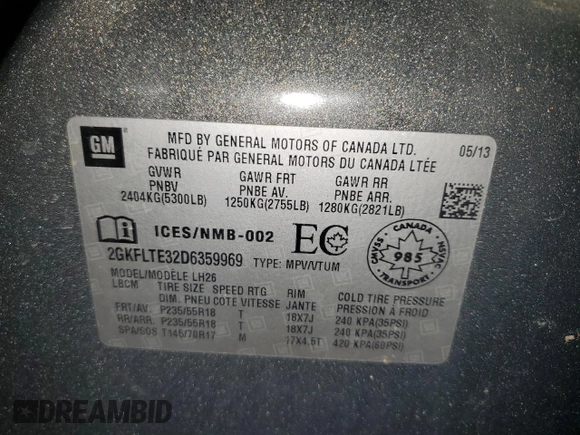 GM
MFD BY GENERAL MOTORS OF CANADA LTD.
05/13
FABRIQUÉ PAR GENERAL MOTORS DU CANADA LTÉE
GVWR GAWR FRT GAWR RR
PNBV PNBE AV. PNBE ARR.
2404KG(5300LB) 1250KG(2755LB) 1280KG(2821LB)
ICES/NMB-002 EC
CANADA
CMVSS 985 NSVAC
TRANSPORT
2GKFLTE32D6359969 TYPE: MPV/VTUM
MODEL/MODÈLE LH26
LBCM TIRE SIZE SPEED RTG RIM COLD TIRE PRESSURE
DIM. PNEU COTE VITESSE JANTE PRESSION À FROID
FRT/AV. P235/55R18 T 18X7J 240 KPA(35PSI)
RR/ARR. P235/55R18 T 18X7J 240 KPA(35PSI)
SPA/SOS T145/70R17 M 17X4.5T 420 KPA(60PSI)
DREAMBID